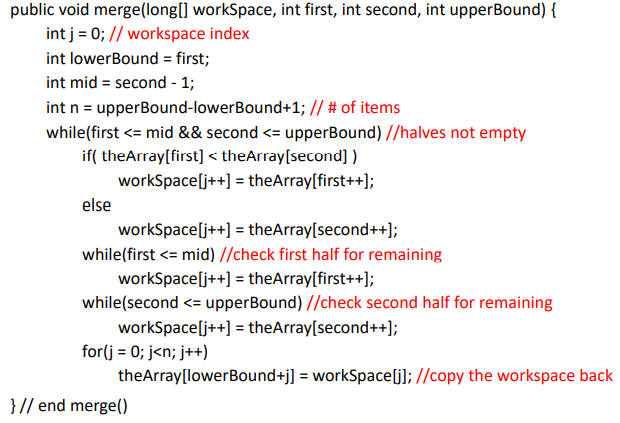 public void merge(long[] workSpace, int first, int second, int upperBound) {
int j = 0; // workspace index
int lowerBound = first;
int mid = second - 1;
int n = upperBound-lowerBound+1; // # of items
while(first <= mid && second <= upperBound) //halves not empty
if( theArray[first] < theArray[second] )
workSpace[j++] = theArray[first++];
else
workSpace[j++] = theArray[second++];
while(first <= mid) //check first half for remaining
workSpace[j++] = theArray[first++];
while(second <= upperBound) //check second half for remaining
workSpace[j++] = theArray[second++];
for(j = 0; j<n; j++)
theArray[lowerBound+j] = workSpace[j]; //copy the workspace back
} // end merge()